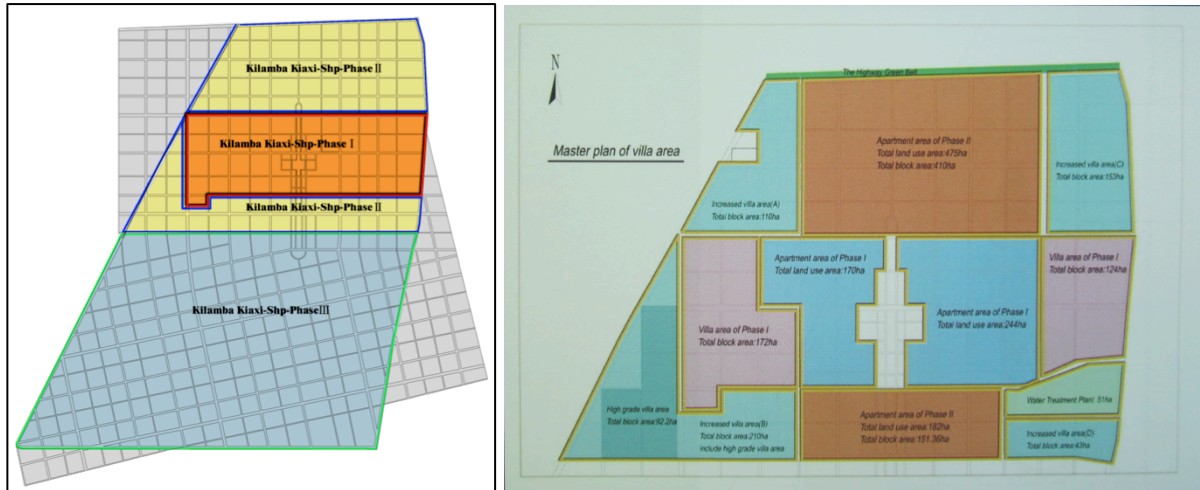 Kilamba Kiaxi-Shp-Phase Ⅱ
Kilamba Kiaxi-Shp-Phase Ⅰ
Kilamba Kiaxi-Shp-Phase Ⅱ
Kilamba Kiaxi-Shp-PhaseⅢ
N
The Highway Green Belt
Master plan of villa area
Apartment area of Phase II
Total land use area:475ha
Total block area:410ha
Increased villa area(C)
Total block area:153ha
Increased villa area(A)
Total block area:110ha
Apartment area of Phase I
Total land use area:170ha
Villa area of Phase I
Total block area:124ha
Apartment area of Phase I
Total land use area:244ha
Villa area of Phase I
Total block area:172ha
High grade villa area
Total block area:92.2ha
Increased villa area(B)
Total block area:210ha
include high grade villa area
Apartment area of Phase II
Total land use area:182ha
Total block area:151.36ha
Water Treatment Plant: 51ha
Increased villa area(D)
Total block area:43ha